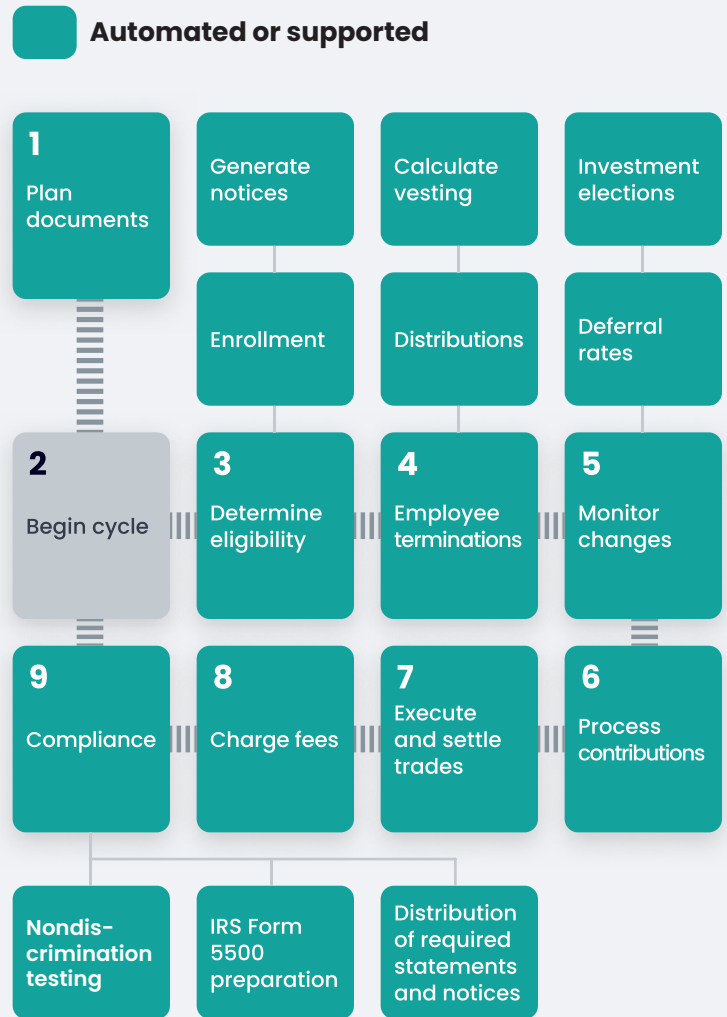 Automated or supported
1
Plan
documents
Generate
notices
Calculate
vesting
Investment
elections
Enrollment
Distributions
Deferral
rates
2
Begin cycle
3
Determine
eligibility
4
Employee
terminations
5
Monitor
changes
9
Compliance
8
Charge fees
7
Execute
and settle
trades
6
Process
contributions
Nondis-
crimination
testing
IRS Form
5500
preparation
Distribution
of required
statements
and notices